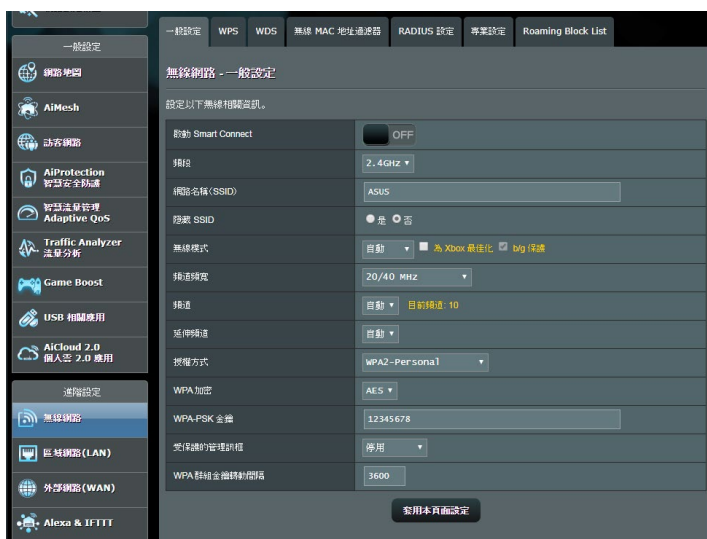 一般設定
網路地圖
AiMesh
訪客網路
AiProtection
智慧安全防護
智慧流量管理
Adaptive QoS
Traffic Analyzer
流量分析
Game Boost
USB 相關應用
AiCloud 2.0
個人雲 2.0 應用
進階設定
無線網路
區域網路(LAN)
外部網路(WAN)
Alexa & IFTTT
一般設定 WPS WDS 無線 MAC 地址過濾器 RADIUS 設定 專業設定 Roaming Block List
無線網路 - 一般設定
設定以下無線相關資訊。
啟動 Smart Connect OFF
頻段 2.4GHz
網路名稱(SSID) ASUS
隱藏 SSID 是 否
無線模式 自動 為 Xbox 最佳化 b/g 保護
頻道頻寬 20/40 MHz
頻道 自動 目前頻道: 10
延伸頻道 自動
授權方式 WPA2-Personal
WPA 加密 AES
WPA-PSK 金鑰 12345678
受保護的管理訊框 停用
WPA 群組金鑰轉動間隔 3600
套用本頁面設定